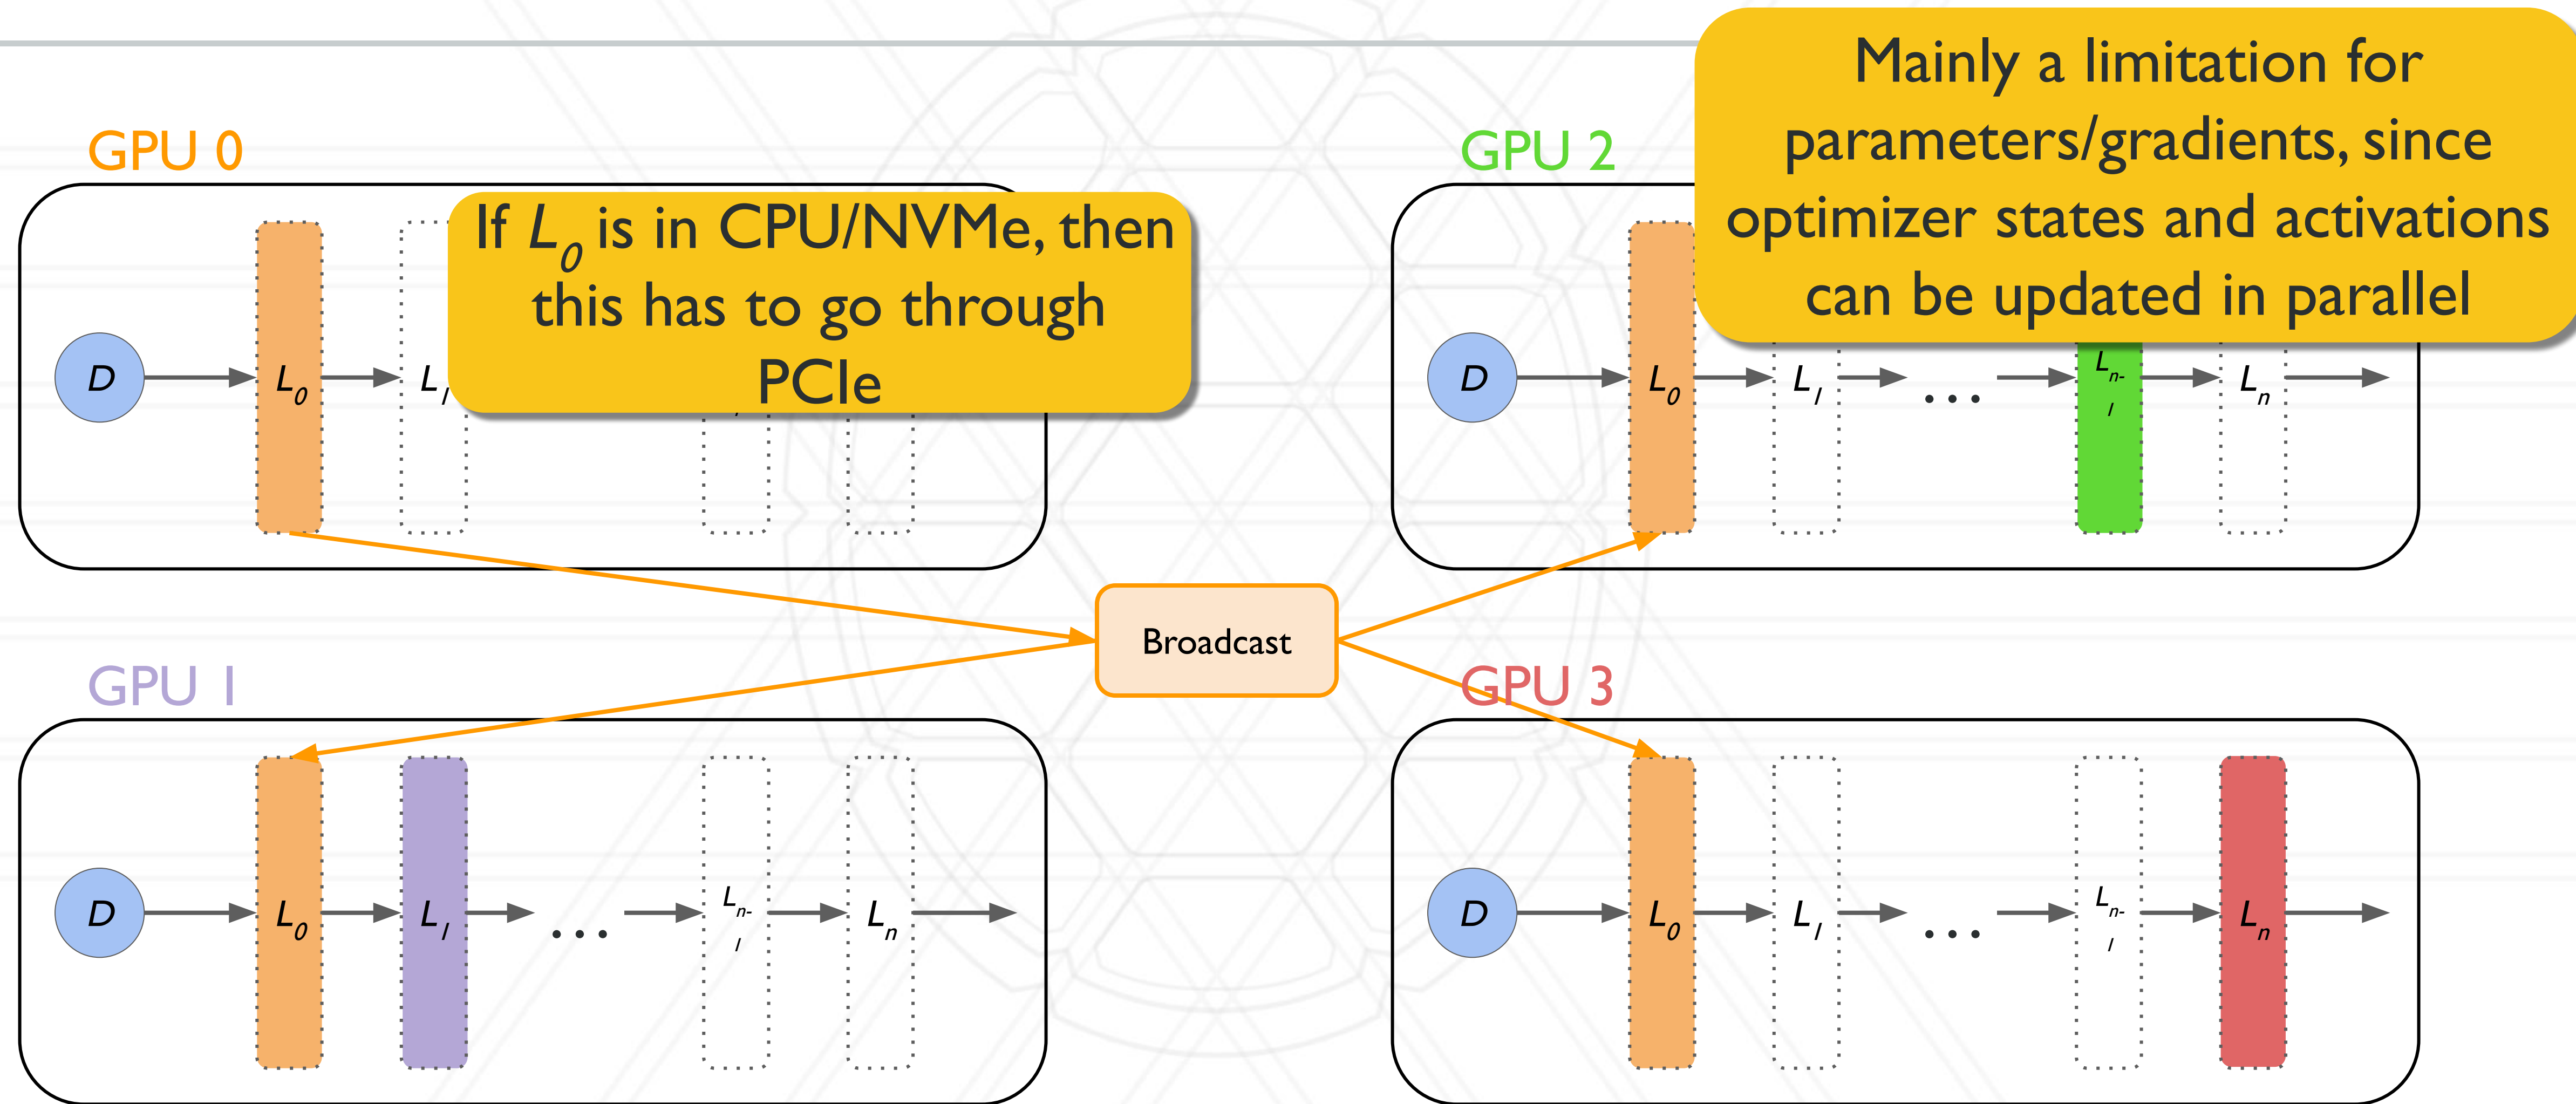 GPU 0
If L0 is in CPU/NVMe, then
this has to go through
PCIe
D
L0
L1
GPU 2
Mainly a limitation for
parameters/gradients, since
optimizer states and activations
can be updated in parallel
D
L0
L1
...
Ln-
1
Ln
Broadcast
GPU 1
D
L0
L1
...
Ln-
1
Ln
GPU 3
D
L0
L1
...
Ln-
1
Ln